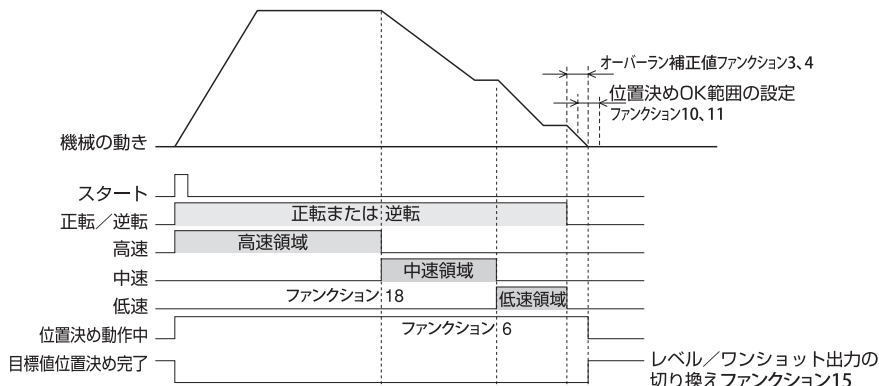 オーバーラン補正値ファンクション3、4
位置決めOK範囲の設定
ファンクション10、11
機械の動き
スタート
正転／逆転
正転または 逆転
高速
高速領域
中速
中速領域
低速
ファンクション 18
低速領域
位置決め動作中
ファンクション 6
目標値位置決め完了
レベル／ワンショット出力の
切り換えファンクション15